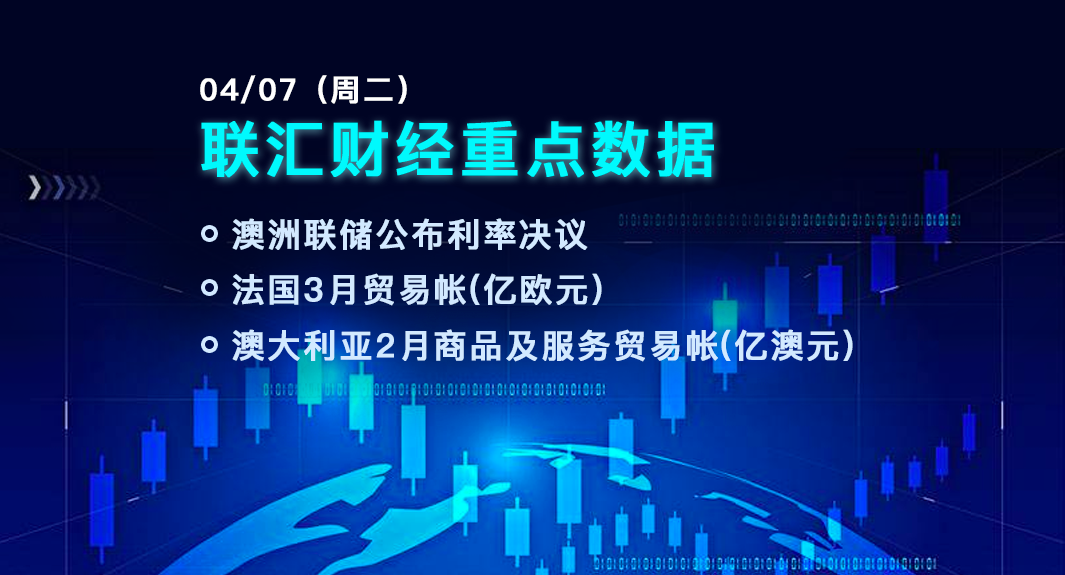 04/07（周二）
联汇财经重点数据
澳洲联储公布利率决议
法国3月贸易帐(亿欧元)
澳大利亚2月商品及服务贸易帐(亿澳元)